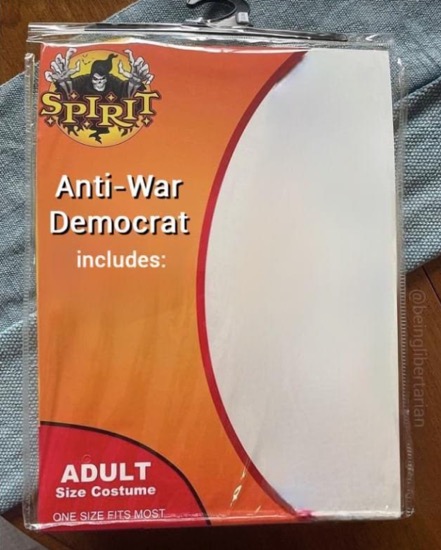 SPIRIT
Anti-War
Democrat
includes:
@beinglibertarian
ADULT
Size Costume
ONE SIZE FITS MOST